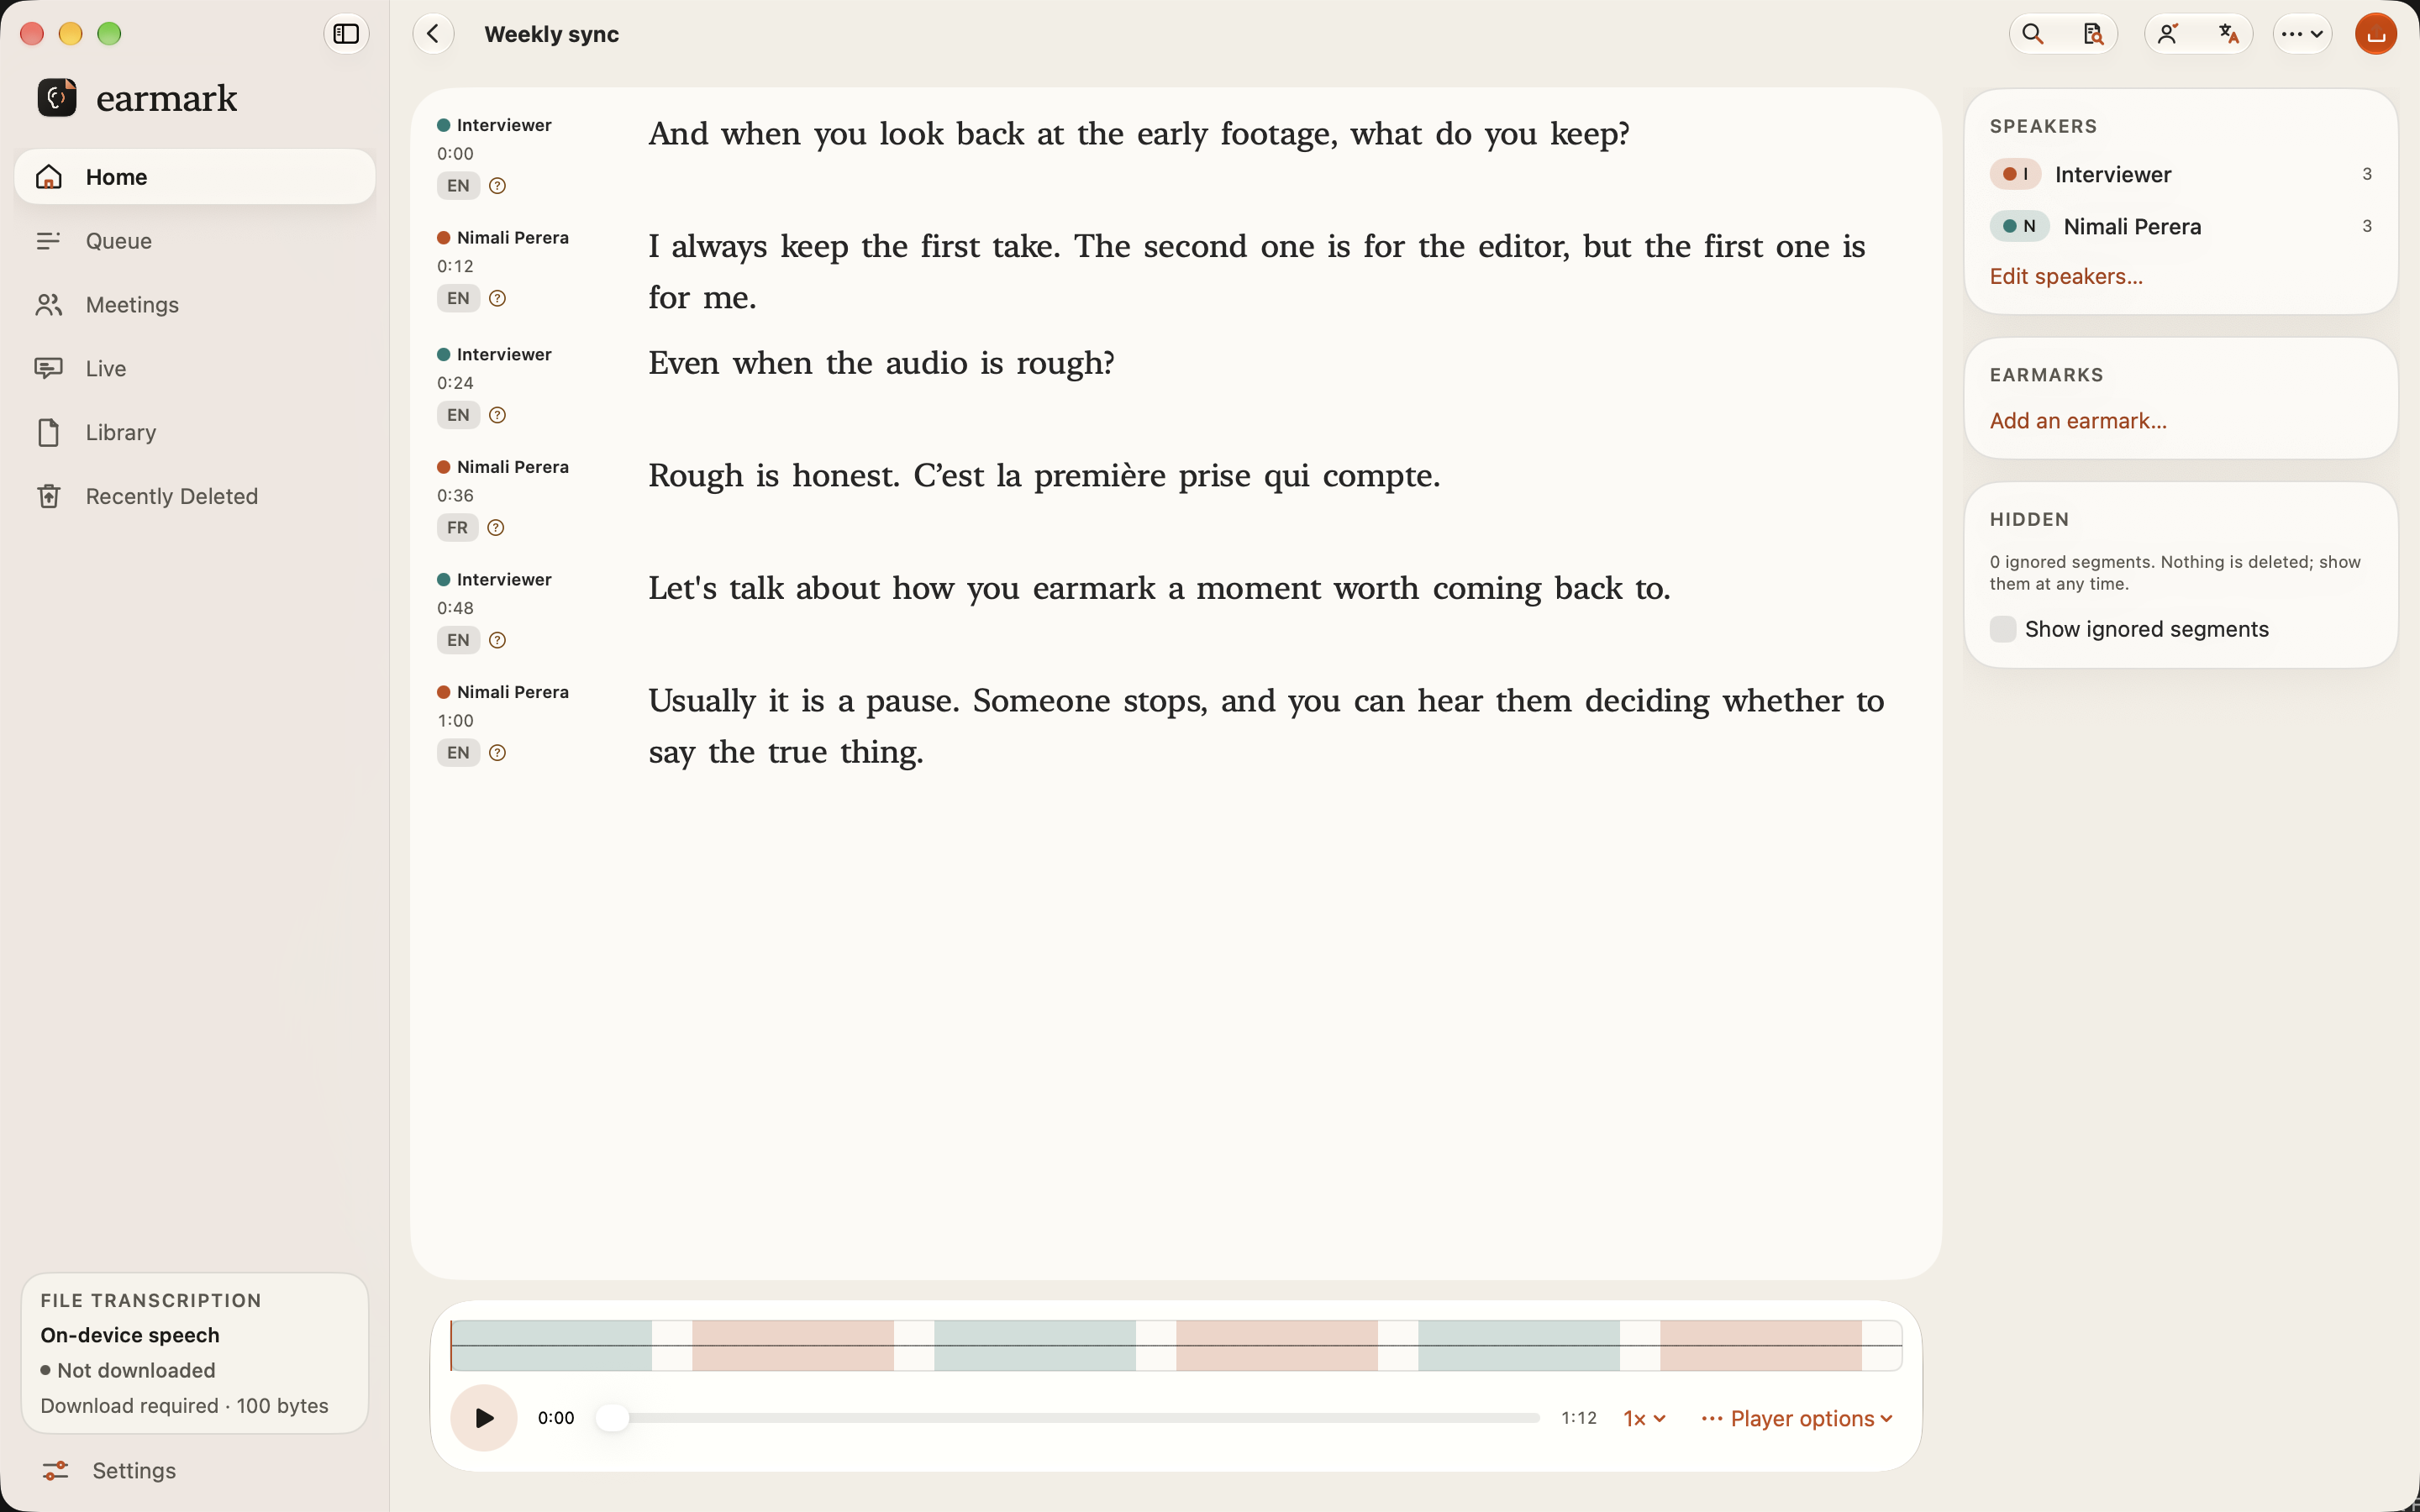 Weekly sync
earmark
Home
Queue
Meetings
Live
Library
Recently Deleted
FILE TRANSCRIPTION
On-device speech
Not downloaded
Download required · 100 bytes
Settings
Interviewer
0:00
EN
And when you look back at the early footage, what do you keep?
Nimali Perera
0:12
EN
I always keep the first take. The second one is for the editor, but the first one is
for me.
Interviewer
0:24
EN
Even when the audio is rough?
Nimali Perera
0:36
FR
Rough is honest. C’est la première prise qui compte.
Interviewer
0:48
EN
Let's talk about how you earmark a moment worth coming back to.
Nimali Perera
1:00
EN
Usually it is a pause. Someone stops, and you can hear them deciding whether to
say the true thing.
0:00
1:12
1x
Player options
SPEAKERS
I Interviewer 3
N Nimali Perera 3
Edit speakers...
EARMARKS
Add an earmark...
HIDDEN
0 ignored segments. Nothing is deleted; show
them at any time.
Show ignored segments